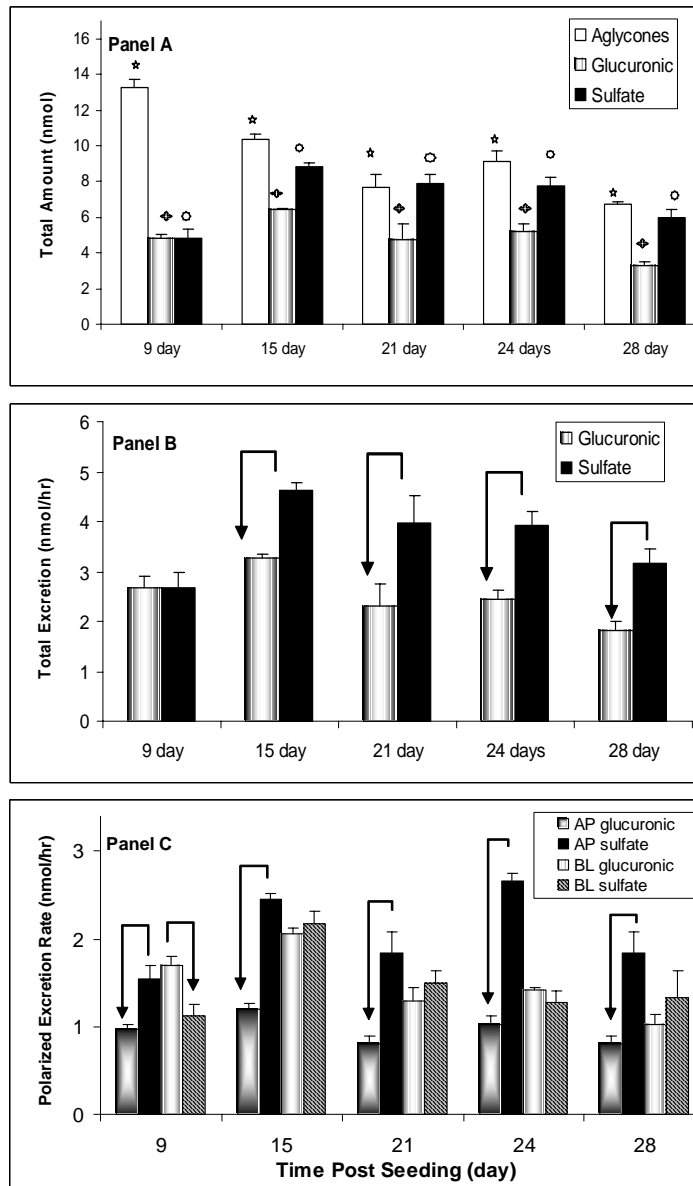 Panel A
Aglycones
Glucuronic
Sulfate
Total Amount (nmol)
16
14
12
10
8
6
4
2
0
9 day
15 day
21 day
24 days
28 day
Panel B
Glucuronic
Sulfate
Total Excretion (nmol/hr)
6
5
4
3
2
1
0
9 day
15 day
21 day
24 days
28 day
Panel C
AP glucuronic
AP sulfate
BL glucuronic
BL sulfate
Polarized Excretion Rate (nmol/hr)
3
2
1
0
9
15
21
24
28
Time Post Seeding (day)